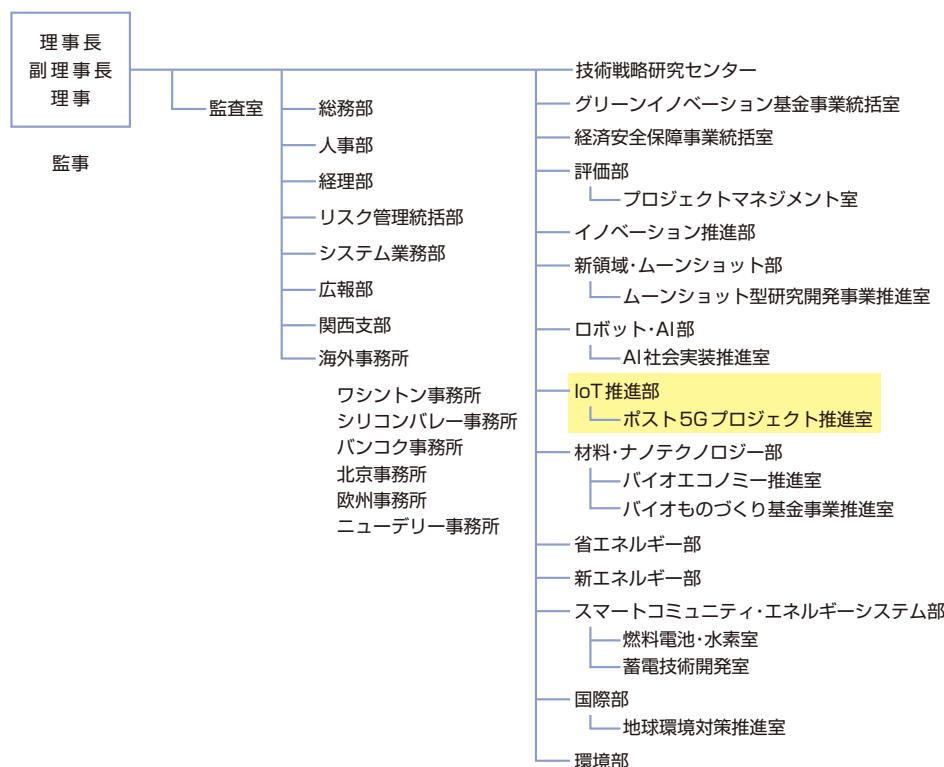 理事長
副理事長
理事
監事
監査室
総務部
人事部
経理部
リスク管理統括部
システム業務部
広報部
関西支部
海外事務所
ワシントン事務所
シリコンバレー事務所
バンコク事務所
北京事務所
欧州事務所
ニューデリー事務所
技術戦略研究センター
グリーンイノベーション基金事業統括室
経済安全保障事業統括室
評価部
プロジェクトマネジメント室
イノベーション推進部
新領域・ムーンショット部
ムーンショット型研究開発事業推進室
ロボット・AI部
AI社会実装推進室
IoT推進部
ポスト5Gプロジェクト推進室
材料・ナノテクノロジー部
バイオエコノミー推進室
バイオものづくり基金事業推進室
省エネルギー部
新エネルギー部
スマートコミュニティ・エネルギーシステム部
燃料電池・水素室
蓄電技術開発室
国際部
地球環境対策推進室
環境部